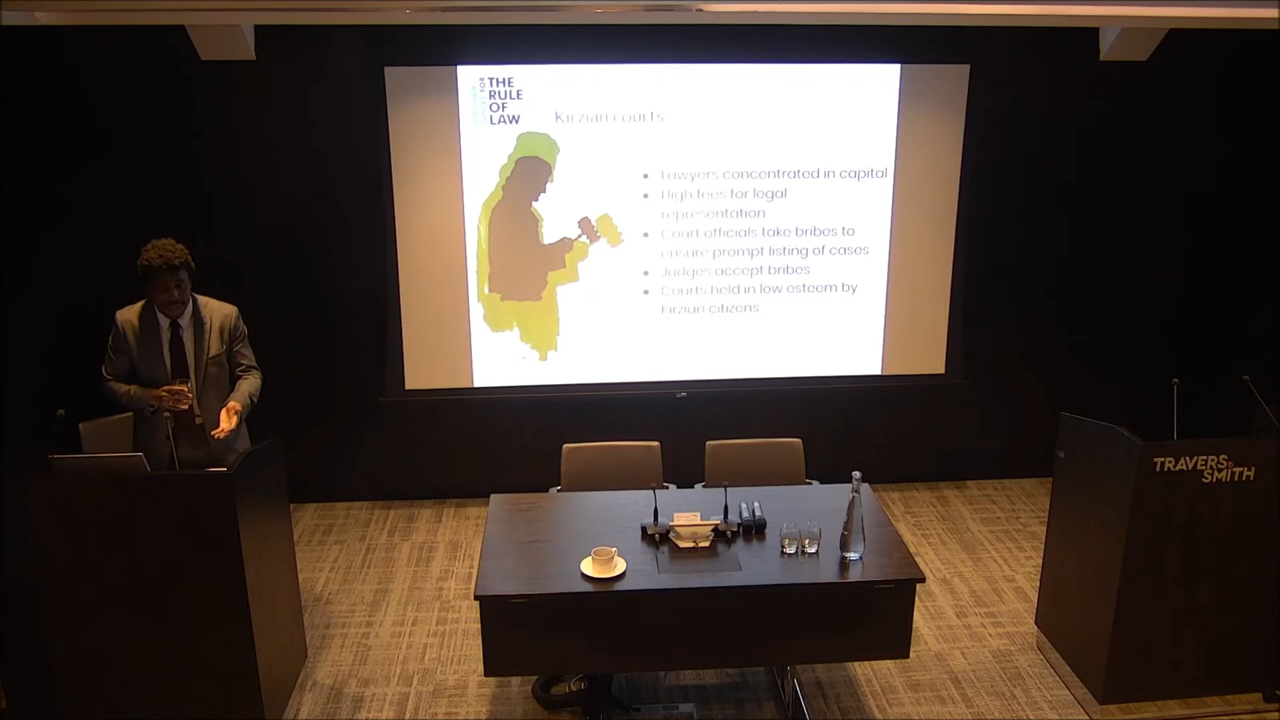 FOR
THE
RULE
OF
LAW
Kirzian courts
Lawyers concentrated in capital
High fees for legal
representation
Court officials take bribes to
ensure prompt listing of cases
Judges accept bribes
Courts held in low esteem by
Kirzian citizens
TRAVERS
SMITH